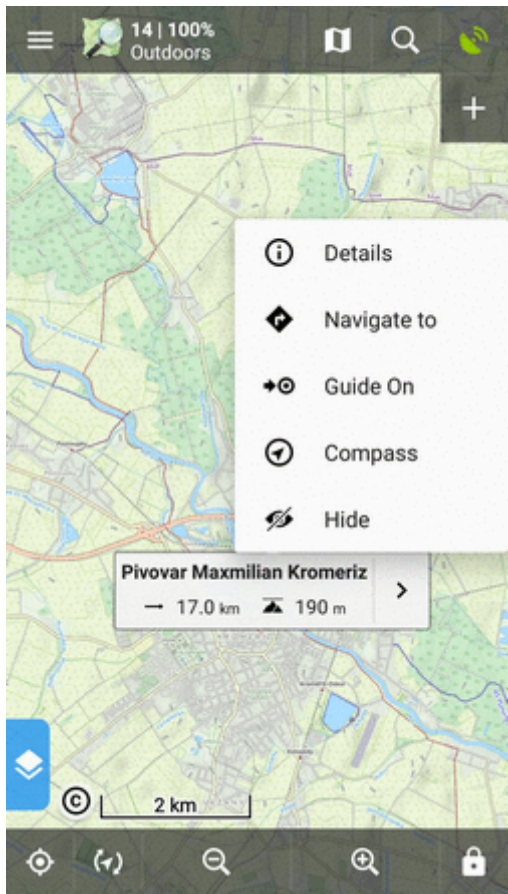 14 | 100%
Outdoors
Details
Navigate to
Guide On
Compass
Hide
Pivovar Maxmilian Kromeriz
17.0 km 190 m
2 km